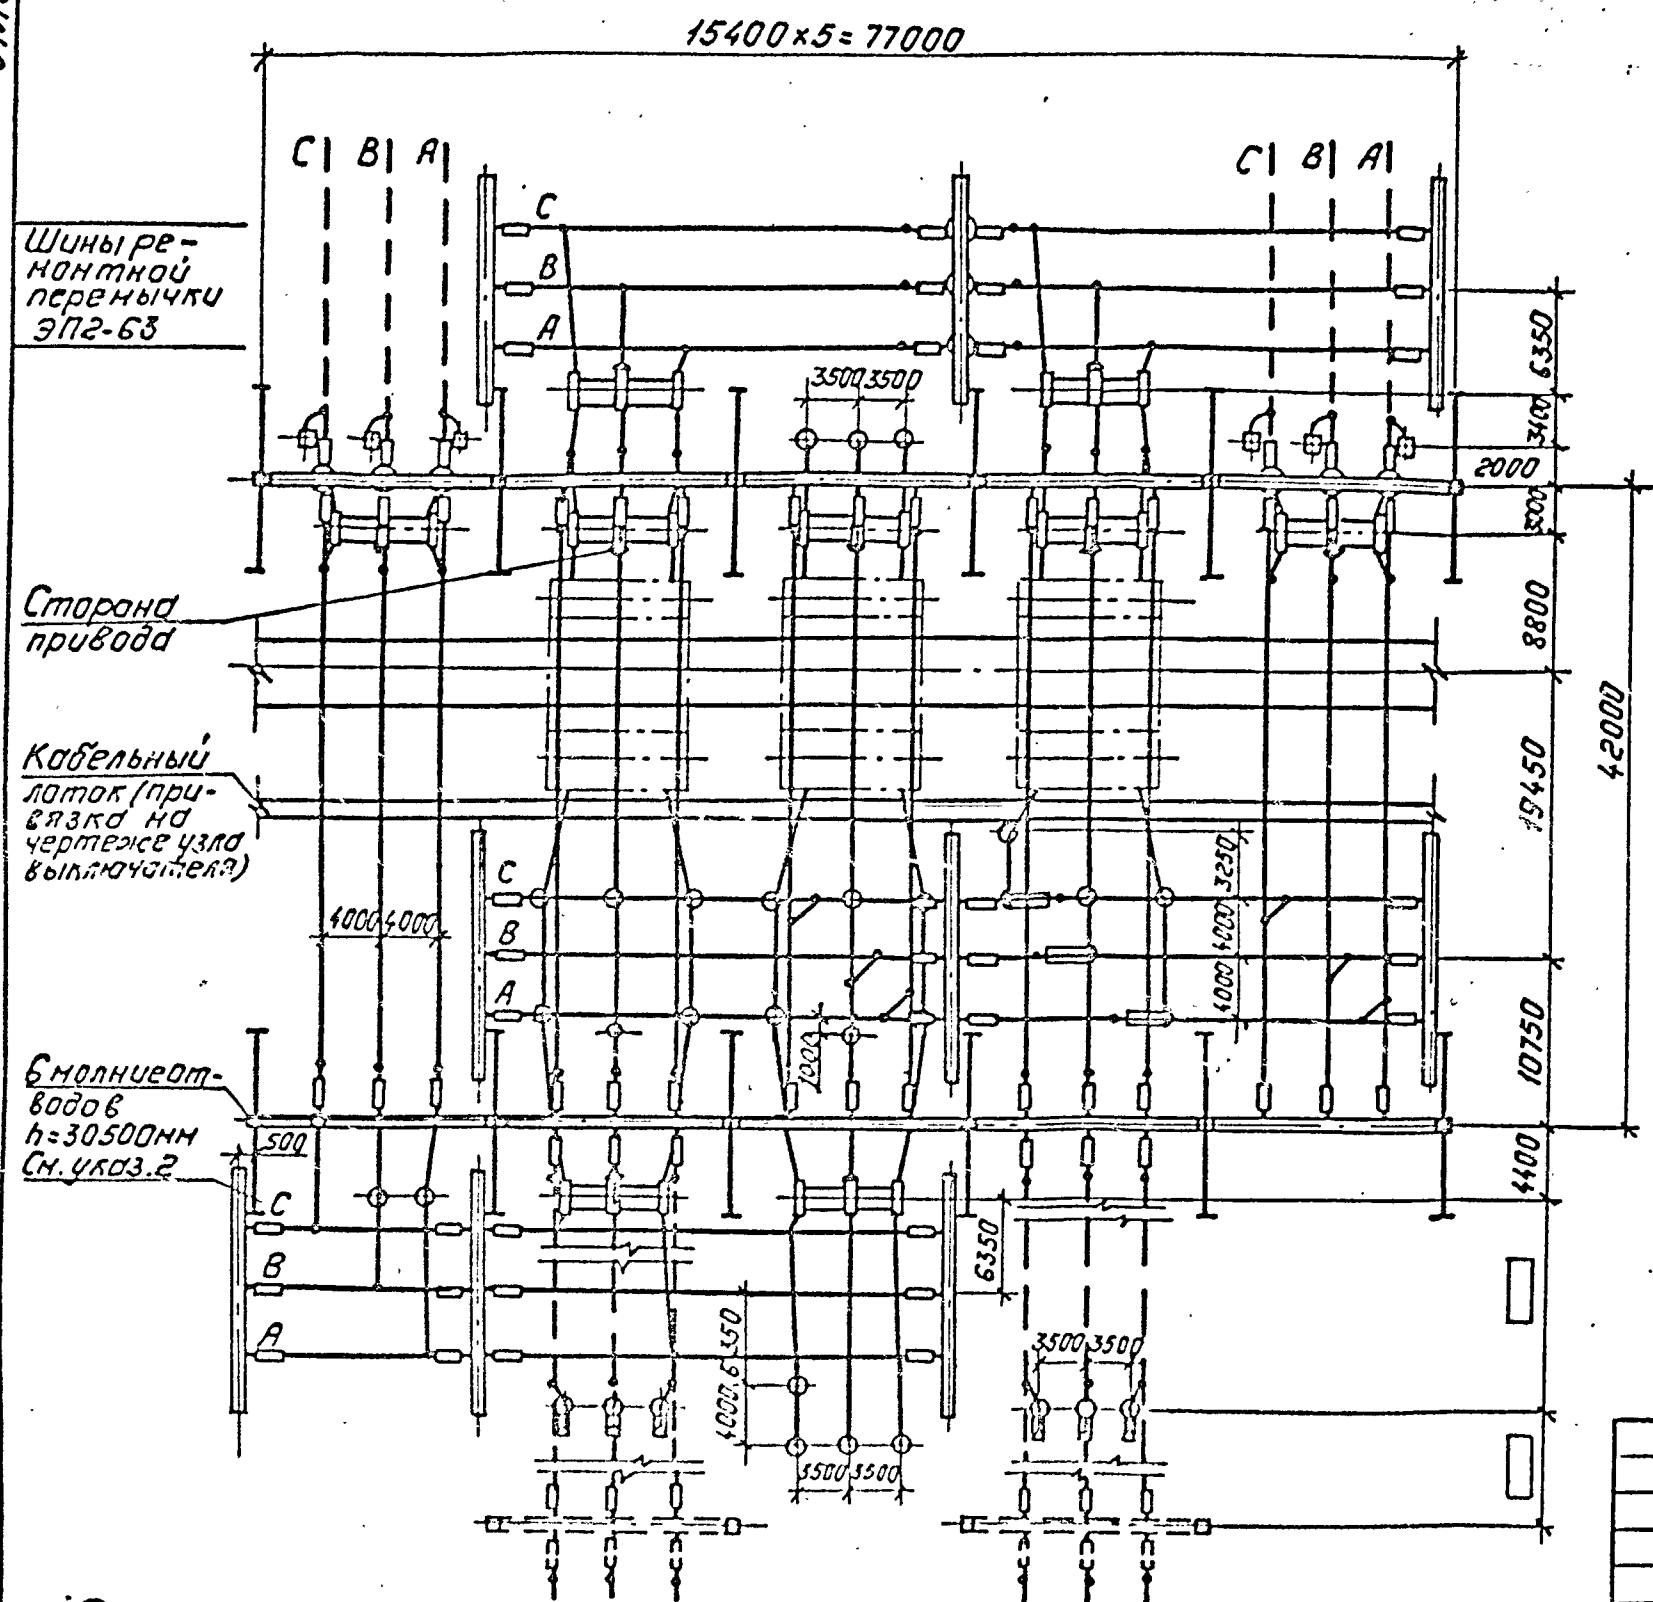 15400×5=77000
С В А
С В А
С
В
А
Шины ре-
монтной
перемычки
ЭП2-63
3500 3500
6350
3400
2000
3000
Сторона
привода
8800
42000
19450
Кабельный
лоток (при-
вязка на
чертеже узла
выключателя)
3250
4000
4000
4000 4000
С
В
А
1000
10750
6 молниеот-
водов
h=30500мм
См. указ. 2
500
4400
С
В
А
6350
6350
4000
3500 3500
3500 3500